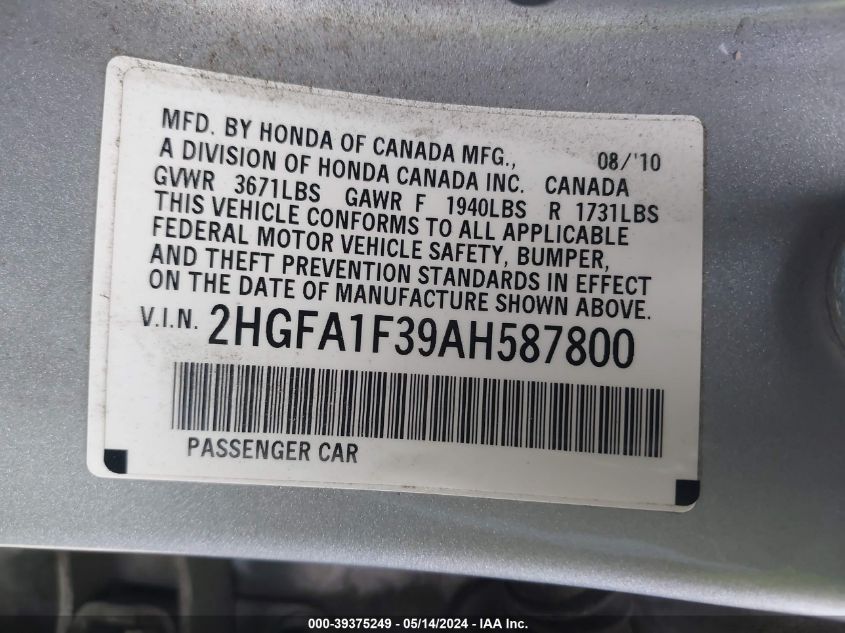 MFD. BY HONDA OF CANADA MFG., 08/'10
A DIVISION OF HONDA CANADA INC. CANADA
GVWR 3671LBS GAWR F 1940LBS R 1731LBS
THIS VEHICLE CONFORMS TO ALL APPLICABLE
FEDERAL MOTOR VEHICLE SAFETY, BUMPER,
AND THEFT PREVENTION STANDARDS IN EFFECT
ON THE DATE OF MANUFACTURE SHOWN ABOVE.
V.I.N. 2HGFA1F39AH587800
PASSENGER CAR
000-39375249 - 05/14/2024 - IAA Inc.